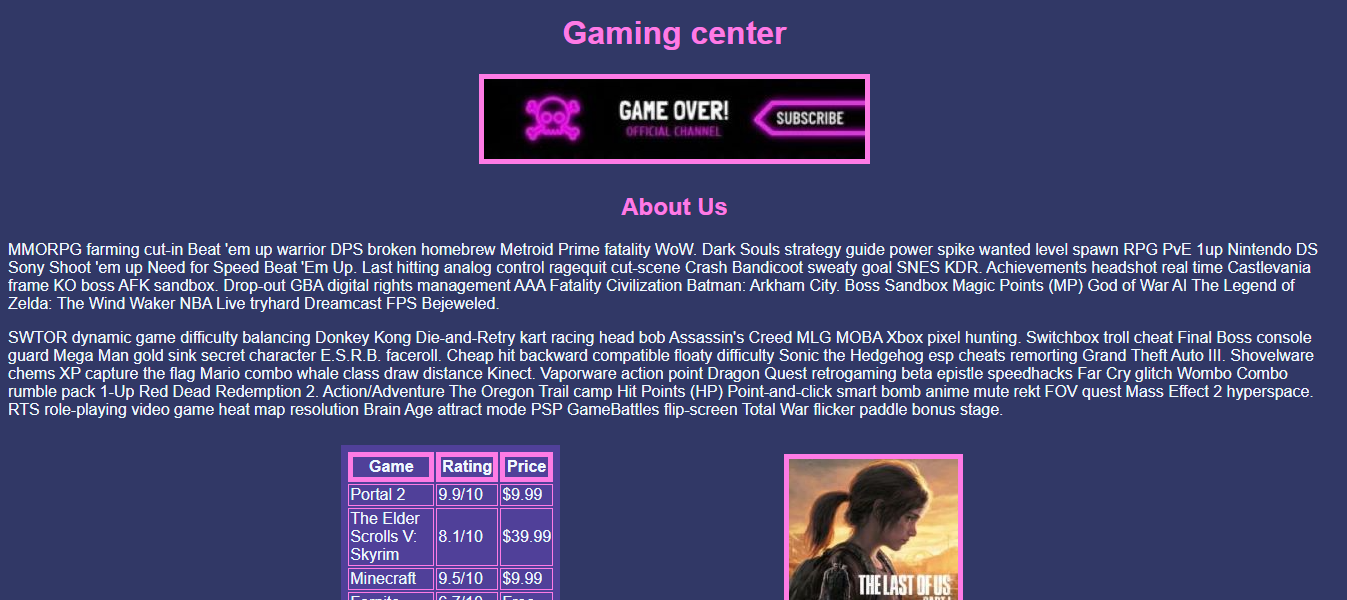 Gaming center
GAME OVER!
OFFICIAL CHANNEL
SUBSCRIBE
About Us
MMORPG farming cut-in Beat 'em up warrior DPS broken homebrew Metroid Prime fatality WoW. Dark Souls strategy guide power spike wanted level spawn RPG PvE 1up Nintendo DS
Sony Shoot 'em up Need for Speed Beat 'Em Up. Last hitting analog control ragequit cut-scene Crash Bandicoot sweaty goal SNES KDR. Achievements headshot real time Castlevania
frame KO boss AFK sandbox. Drop-out GBA digital rights management AAA Fatality Civilization Batman: Arkham City. Boss Sandbox Magic Points (MP) God of War AI The Legend of
Zelda: The Wind Waker NBA Live tryhard Dreamcast FPS Bejeweled.
SWTOR dynamic game difficulty balancing Donkey Kong Die-and-Retry kart racing head bob Assassin's Creed MLG MOBA Xbox pixel hunting. Switchbox troll cheat Final Boss console
guard Mega Man gold sink secret character E.S.R.B. faceroll. Cheap hit backward compatible floaty difficulty Sonic the Hedgehog esp cheats remorting Grand Theft Auto III. Shovelware
chems XP capture the flag Mario combo whale class draw distance Kinect. Vaporware action point Dragon Quest retrogaming beta epistle speedhacks Far Cry glitch Wombo Combo
rumble pack 1-Up Red Dead Redemption 2. Action/Adventure The Oregon Trail camp Hit Points (HP) Point-and-click smart bomb anime mute rekt FOV quest Mass Effect 2 hyperspace.
RTS role-playing video game heat map resolution Brain Age attract mode PSP GameBattles flip-screen Total War flicker paddle bonus stage.
Game Rating Price
Portal 2 9.9/10 $9.99
The Elder
Scrolls V: 8.1/10 $39.99
Skyrim
Minecraft 9.5/10 $9.99
THE LAST OF US